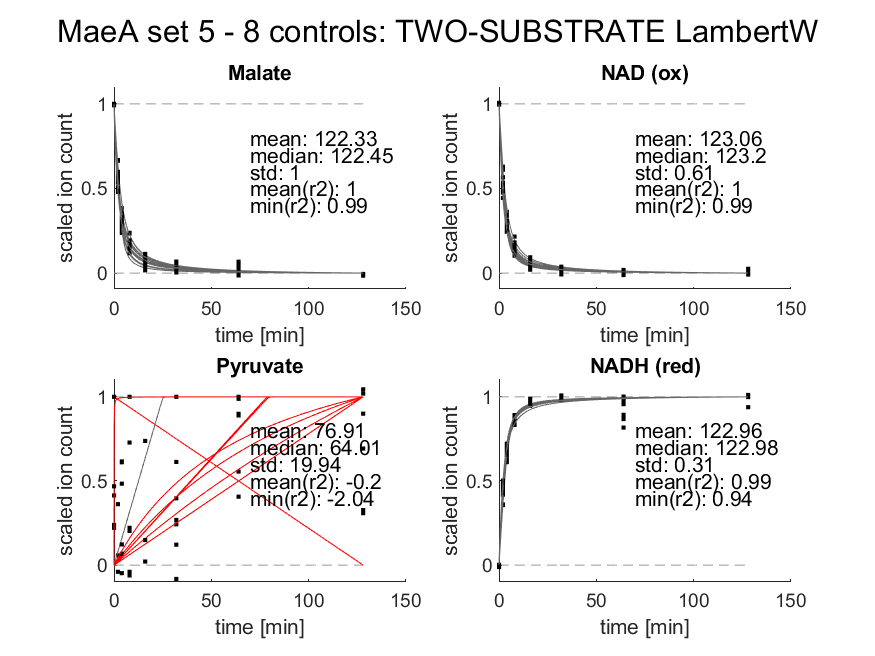 MaeA set 5 - 8 controls: TWO-SUBSTRATE LambertW
Malate
scaled ion count
1
0.5
0
mean: 122.33
median: 122.45
std: 1
mean(r2): 1
min(r2): 0.99
0 50 100 150
time [min]
NAD (ox)
scaled ion count
1
0.5
0
mean: 123.06
median: 123.2
std: 0.61
mean(r2): 1
min(r2): 0.99
0 50 100 150
time [min]
Pyruvate
scaled ion count
1
0.5
0
mean: 76.91
median: 64.01
std: 19.94
mean(r2): -0.2
min(r2): -2.04
0 50 100 150
time [min]
NADH (red)
scaled ion count
1
0.5
0
mean: 122.96
median: 122.98
std: 0.31
mean(r2): 0.99
min(r2): 0.94
0 50 100 150
time [min]